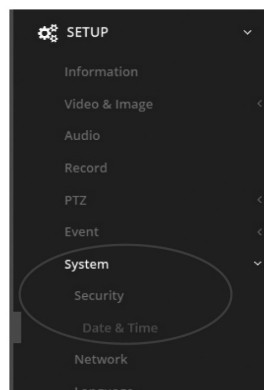 SETUP
Information
Video & Image
Audio
Record
PTZ
Event
System
Security
Date & Time
Network